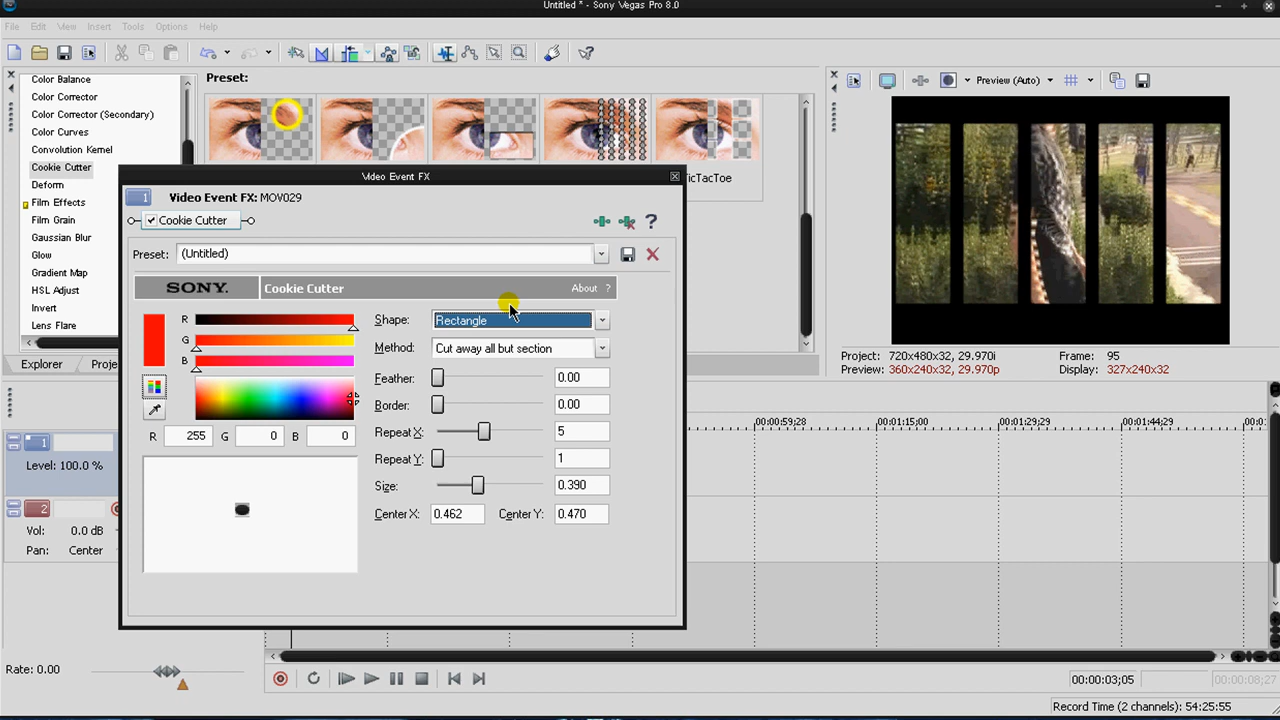 Untitled * - Sony Vegas Pro 8.0
File Edit View Insert Tools Options Help
Color Balance
Color Corrector
Color Corrector (Secondary)
Color Curves
Convolution Kernel
Cookie Cutter
Deform
Film Effects
Film Grain
Gaussian Blur
Glow
Gradient Map
HSL Adjust
Invert
Lens Flare
Explorer
Preset:
TicTacToe
Preview (Auto)
Project: 720x480x32, 29.970i
Frame: 95
Preview: 360x240x32, 29.970p
Display: 327x240x32
Video Event FX
1 Video Event FX: MOV029
Cookie Cutter
Preset: (Untitled)
SONY. Cookie Cutter About ?
R
G
B
R 255 G 0 B 0
Shape: Rectangle
Method: Cut away all but section
Feather: 0.00
Border: 0.00
Repeat X: 5
Repeat Y: 1
Size: 0.390
Center X: 0.462 Center Y: 0.470
1
Level: 100.0 %
2
Vol: 0.0 dB
Pan: Center
00:00:59;28 00:01:15;00 00:01:29;29 00:01:44;29
Rate: 0.00
00:00:03;05 00:00:08;27
Record Time (2 channels): 54:25:55